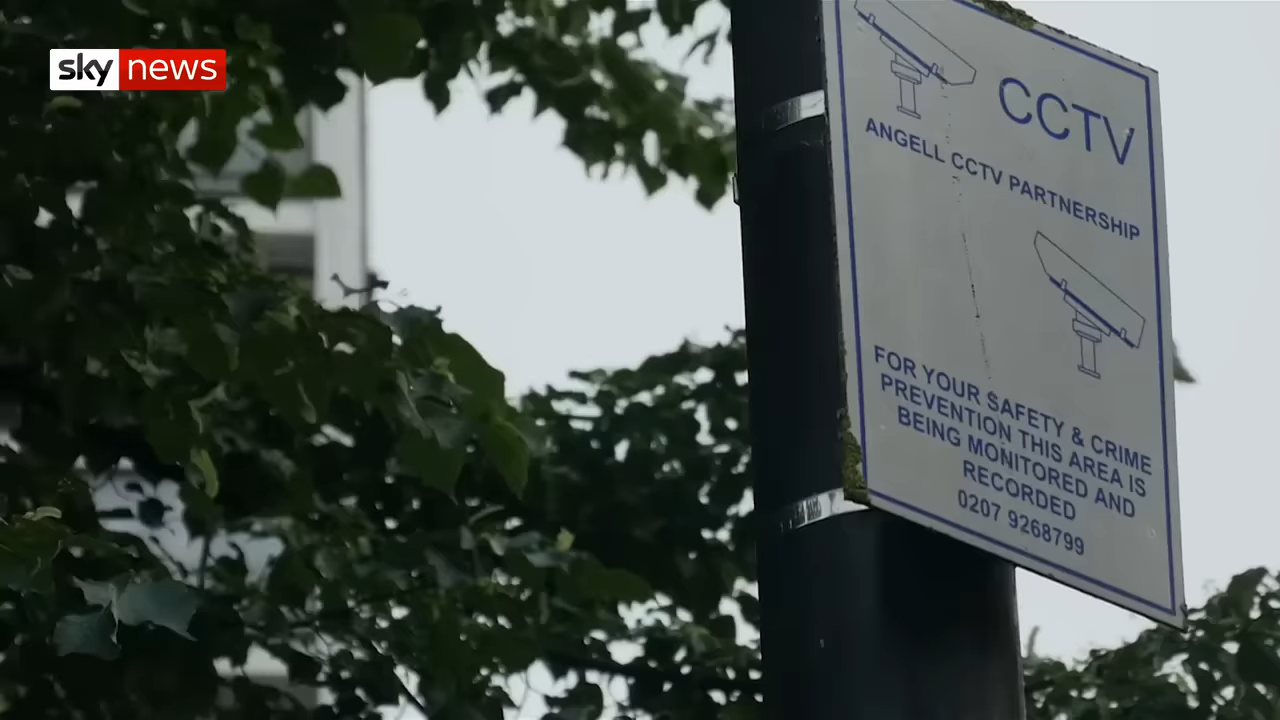 sky news
CCTV
ANGELL CCTV PARTNERSHIP
FOR YOUR SAFETY & CRIME
PREVENTION THIS AREA IS
BEING MONITORED AND
RECORDED
0207 9268799